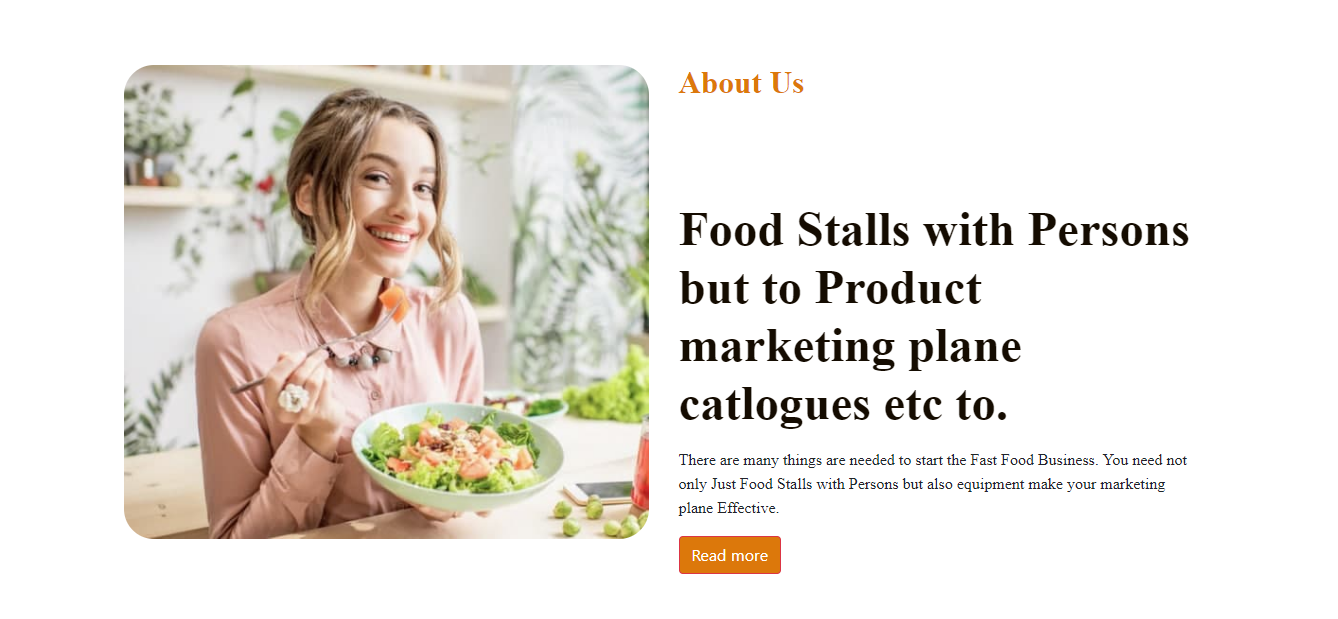 About Us
Food Stalls with Persons
but to Product
marketing plane
catlogues etc to.
There are many things are needed to start the Fast Food Business. You need not
only Just Food Stalls with Persons but also equipment make your marketing
plane Effective.
Read more